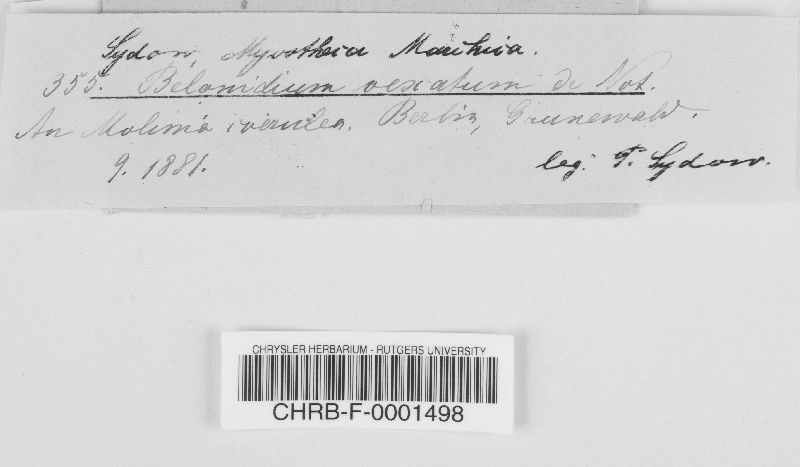 Sydow, Mycotheca Marchica.
355. Belonidium vexatum de Not.
An Molinia coerulea. Berlin, Grunewald.
9. 1881.
leg. P. Sydow.
CHRYSLER HERBARIUM - RUTGERS UNIVERSITY
CHRB-F-0001498